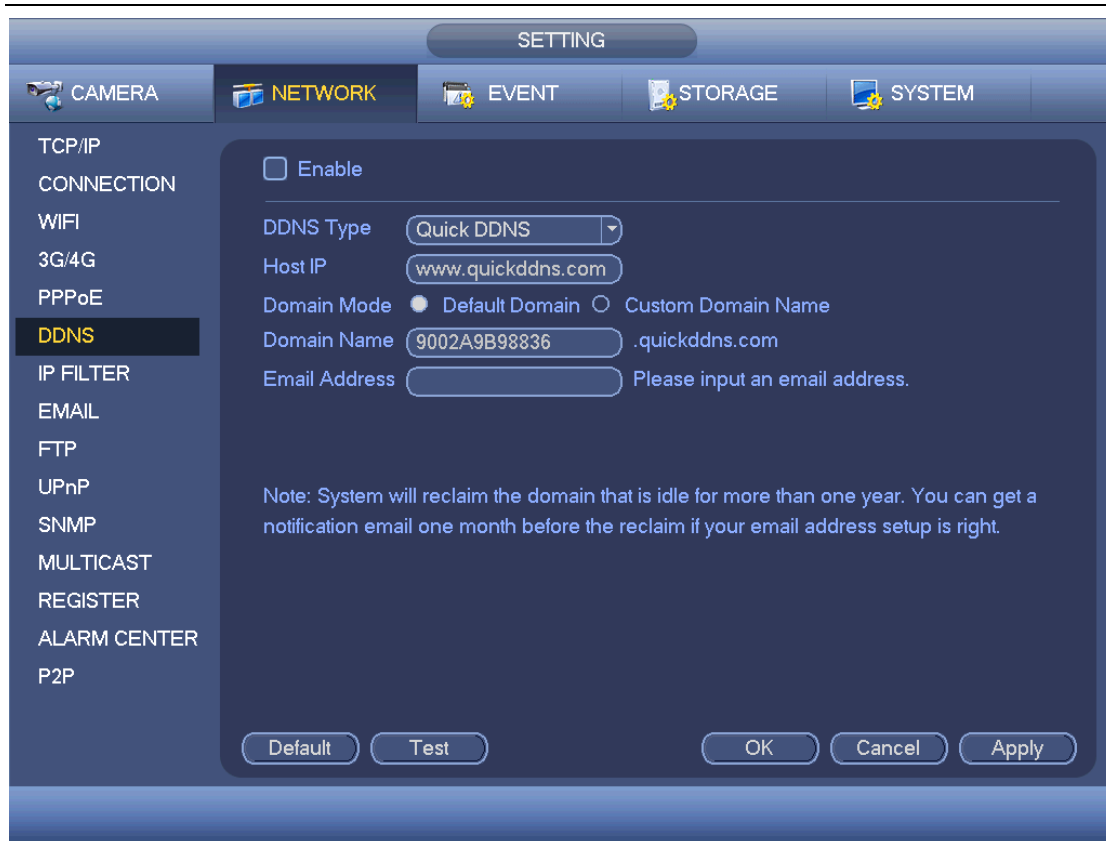 SETTING
CAMERA NETWORK EVENT STORAGE SYSTEM
TCP/IP
CONNECTION
WIFI
3G/4G
PPPoE
DDNS
IP FILTER
EMAIL
FTP
UPnP
SNMP
MULTICAST
REGISTER
ALARM CENTER
P2P
Enable
DDNS Type Quick DDNS
Host IP www.quickddns.com
Domain Mode Default Domain Custom Domain Name
Domain Name 9002A9B98836 .quickddns.com
Email Address Please input an email address.
Note: System will reclaim the domain that is idle for more than one year. You can get a
notification email one month before the reclaim if your email address setup is right.
Default Test OK Cancel Apply